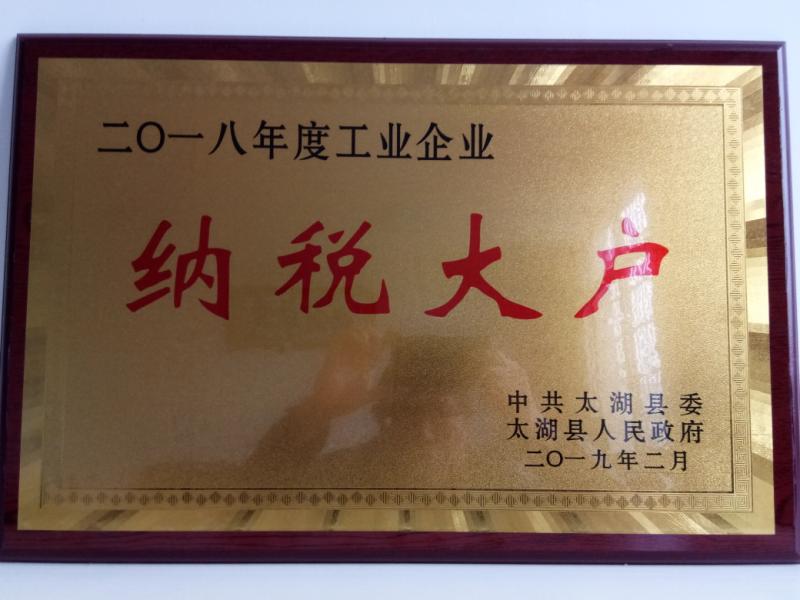 二〇一八年度工业企业
纳税大户
中共太湖县委
太湖县人民政府
二〇一九年二月